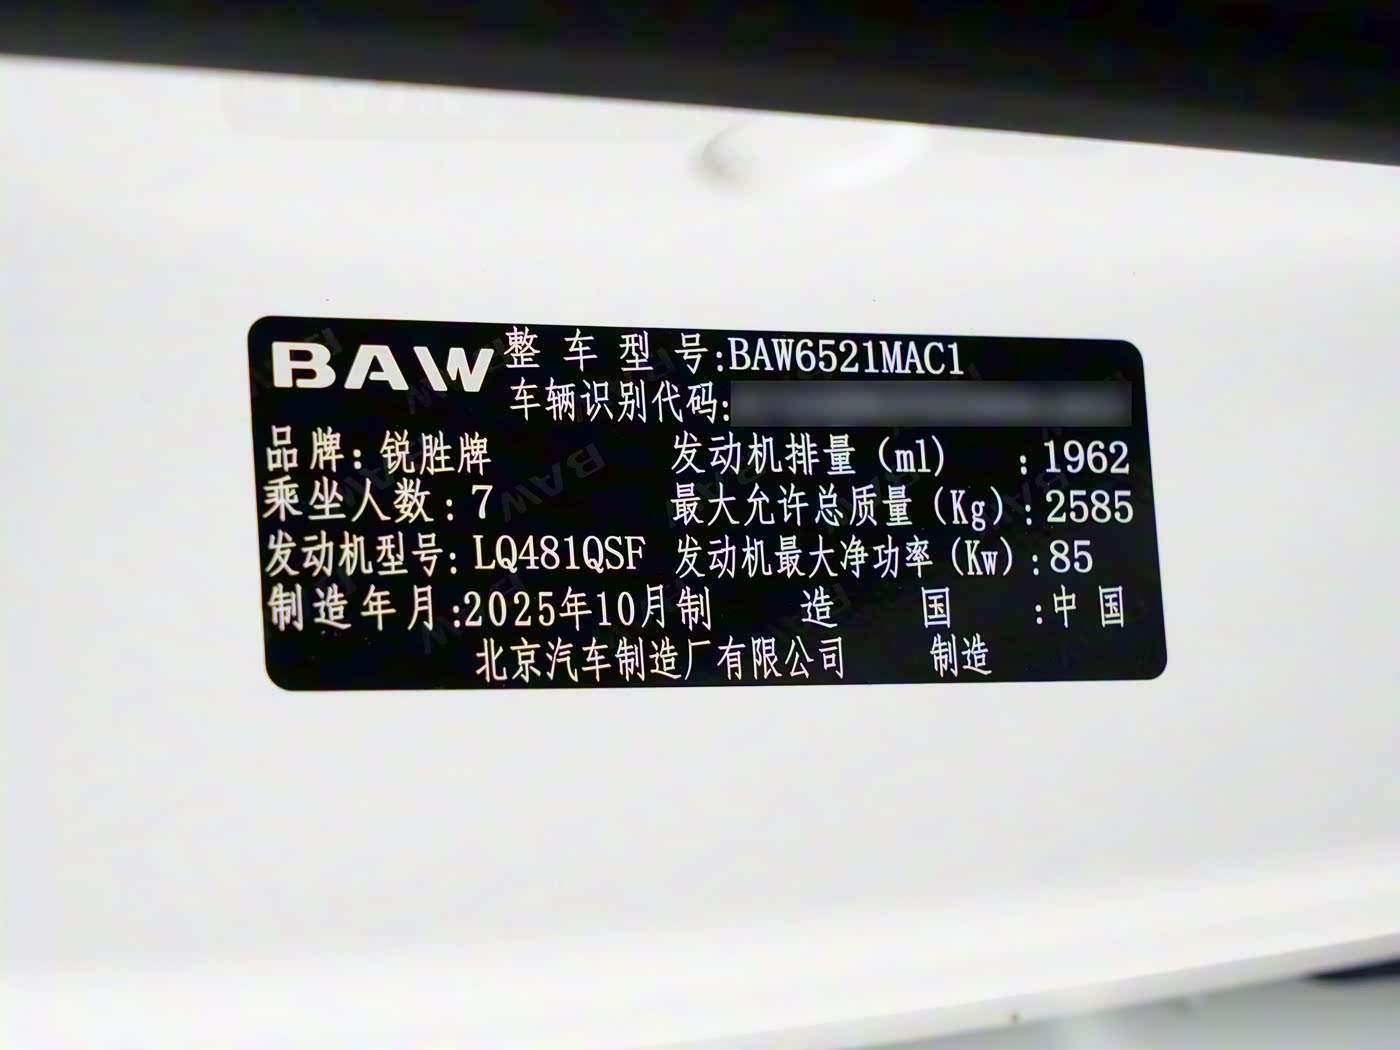 BAW 整车型号:BAW6521MAC1
车辆识别代码:
品牌:锐胜牌 发动机排量(ml):1962
乘坐人数:7 最大允许总质量(Kg):2585
发动机型号:LQ481QSF 发动机最大净功率(Kw):85
制造年月:2025年10月 制造国:中国
北京汽车制造厂有限公司 制造